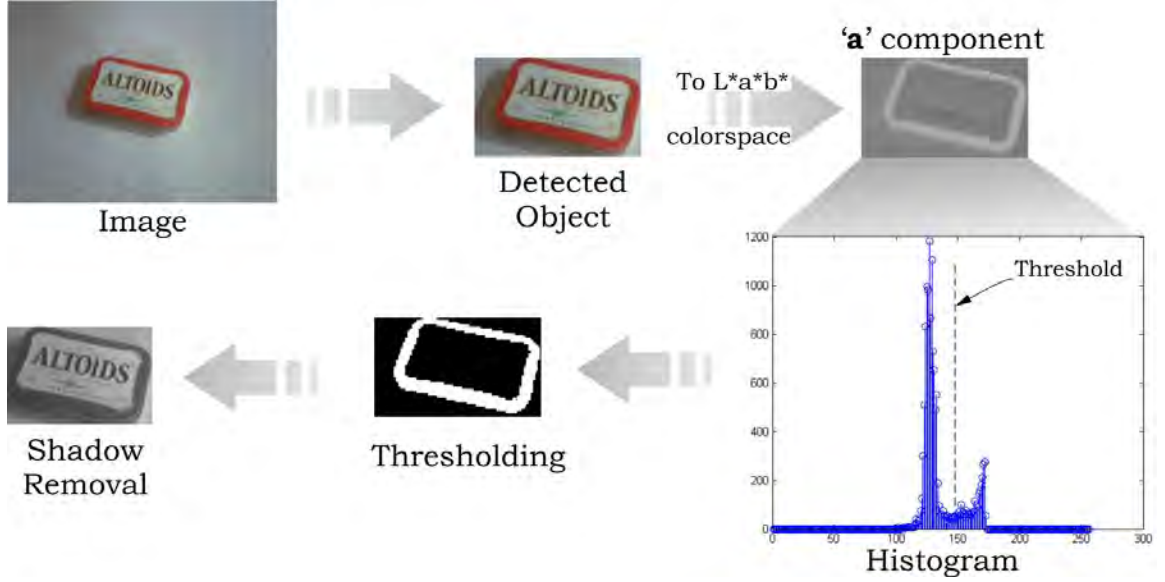 'a' component
ALTOIDS
Image
ALTOIDS
Detected
Object
To L*a*b*
colorspace
1200
1000
800
600
400
200
0
0
50
100
150
200
250
300
Threshold
Histogram
Thresholding
ALTOIDS
Shadow
Removal